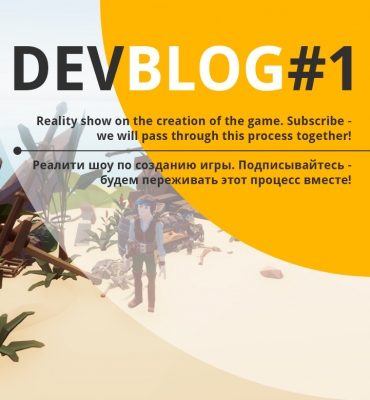 DEVBLOG#1
Reality show on the creation of the game. Subscribe -
we will pass through this process together!
Реалити шоу по созданию игры. Подписывайтесь -
будем переживать этот процесс вместе!